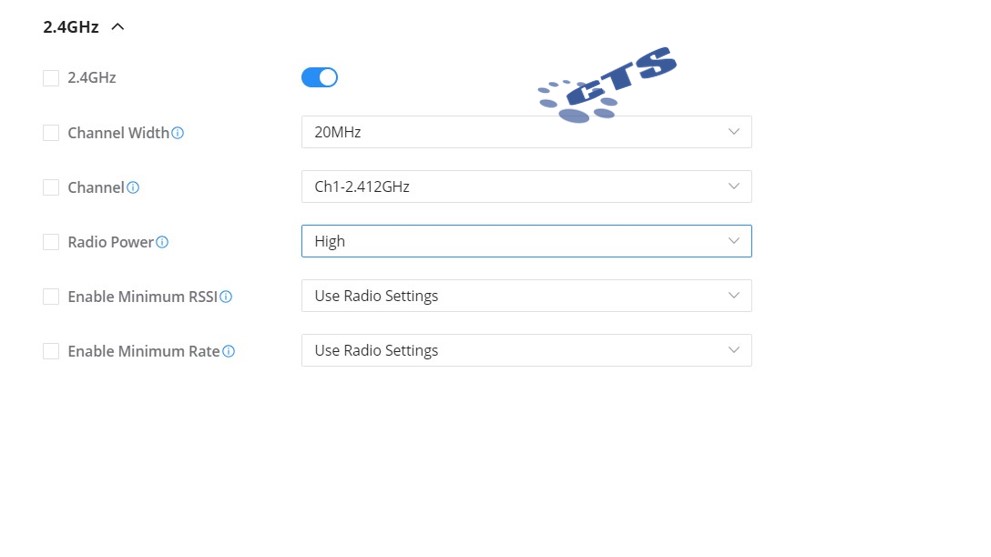 2.4GHz
2.4GHz
Channel Width
20MHz
Channel
Ch1-2.412GHz
Radio Power
High
Enable Minimum RSSI
Use Radio Settings
Enable Minimum Rate
Use Radio Settings
eTS